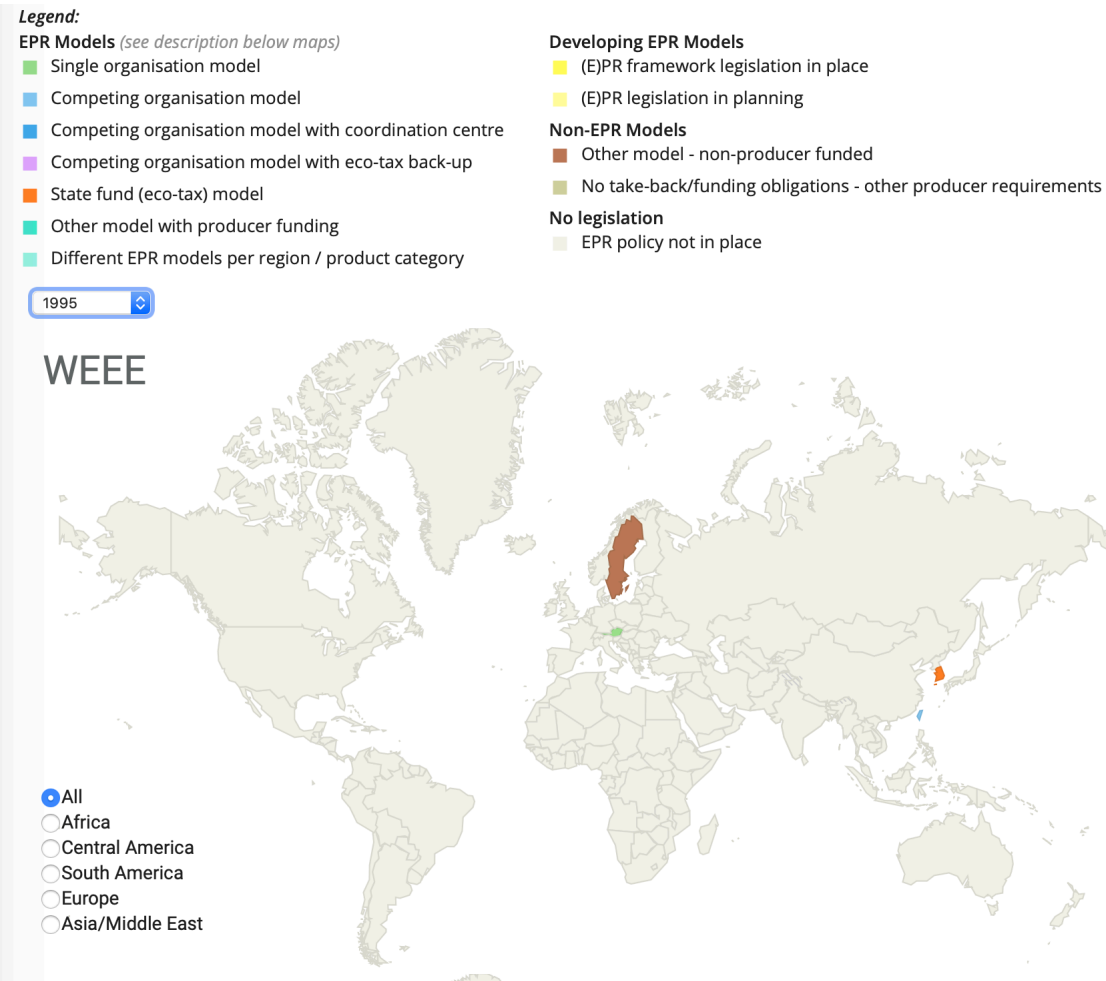 Legend:
EPR Models (see description below maps)
Single organisation model
Competing organisation model
Competing organisation model with coordination centre
Competing organisation model with eco-tax back-up
State fund (eco-tax) model
Other model with producer funding
Different EPR models per region / product category
Developing EPR Models
(E)PR framework legislation in place
(E)PR legislation in planning
Non-EPR Models
Other model - non-producer funded
No take-back/funding obligations - other producer requirements
No legislation
EPR policy not in place
1995
WEEE
All
Africa
Central America
South America
Europe
Asia/Middle East